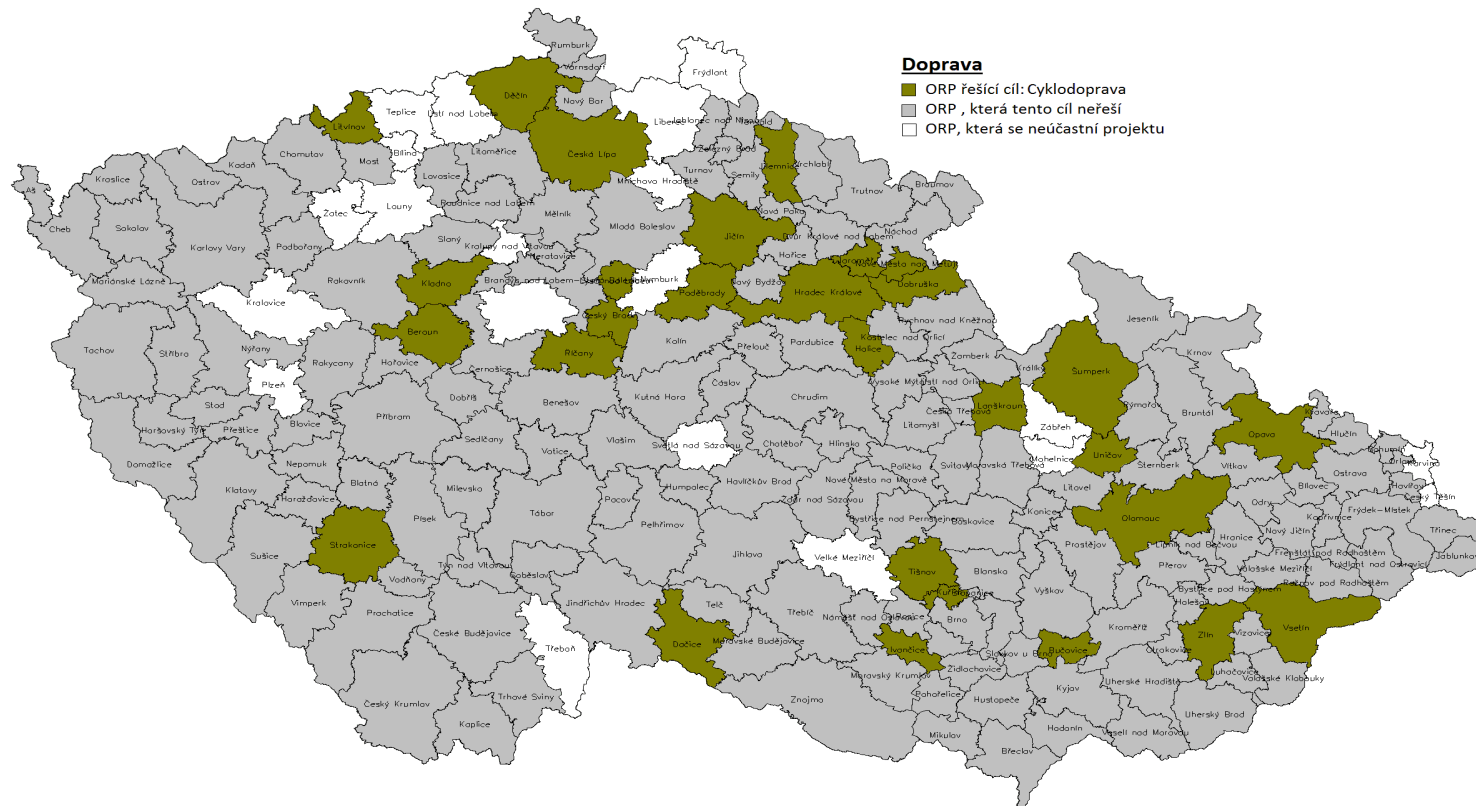 Doprava
ORP řešící cíl: Cyklodoprava
ORP , která tento cíl neřeší
ORP, která se neúčastní projektu
Rumburk
Varnsdorf
Frýdlant
Děčín
Nový Bor
Teplice
Ústí nad Labem
Liberec
Jablonec nad Nisou
Litvínov
Bílina
Most
Chomutov
Kadaň
Litoměřice
Lovosice
Česká Lípa
Železný Brod
Turnov
Semily
Jilemnice
Vrchlabí
Trutnov
Broumov
Mnichovo Hradiště
Aš
Kraslice
Ostrov
Sokolov
Cheb
Karlovy Vary
Podbořany
Žatec
Louny
Roudnice nad Labem
Mělník
Mladá Boleslav
Jičín
Nová Paka
Dvůr Králové nad Labem
Náchod
Hořice
Jaroměř
Nové Město nad Metují
Dobruška
Slaný
Kralupy nad Vltavou
Neratovice
Kladno
Rakovník
Mariánské Lázně
Kralovice
Nymburk
Poděbrady
Nový Bydžov
Hradec Králové
Český Brod
Říčany
Beroun
Hořovice
Černošice
Kolín
Přelouč
Pardubice
Holice
Kostelec nad Orlicí
Rychnov nad Kněžnou
Žamberk
Králíky
Šumperk
Jeseník
Krnov
Tachov
Stříbro
Nýřany
Plzeň
Rokycany
Dobříš
Benešov
Kutná Hora
Čáslav
Chrudim
Vysoké Mýto
Ústí nad Orlicí
Česká Třebová
Lanškroun
Litomyšl
Zábřeh
Mohelnice
Rýmařov
Bruntál
Opava
Kravaře
Hlučín
Bohumín
Karviná
Stod
Přeštice
Horšovský Týn
Blovice
Domažlice
Nepomuk
Příbram
Sedlčany
Votice
Vlašim
Světlá nad Sázavou
Chotěboř
Hlinsko
Polička
Svitavy
Moravská Třebová
Uničov
Šternberk
Vítkov
Ostrava
Havířov
Český Těšín
Klatovy
Horažďovice
Blatná
Milevsko
Písek
Tábor
Pacov
Humpolec
Havlíčkův Brod
Nové Město na Moravě
Žďár nad Sázavou
Bystřice nad Pernštejnem
Boskovice
Konice
Litovel
Olomouc
Bílovec
Odry
Kopřivnice
Nový Jičín
Frýdek-Místek
Třinec
Jablunkov
Sušice
Strakonice
Vodňany
Týn nad Vltavou
Soběslav
Pelhřimov
Jihlava
Velké Meziříčí
Tišnov
Kuřim
Blansko
Prostějov
Přerov
Lipník nad Bečvou
Hranice
Valašské Meziříčí
Frenštát pod Radhoštěm
Frýdlant nad Ostravicí
Rožnov pod Radhoštěm
Bystřice pod Hostýnem
Vimperk
Prachatice
České Budějovice
Třeboň
Jindřichův Hradec
Dačice
Telč
Třebíč
Moravské Budějovice
Náměšť nad Oslavou
Rosice
Ivančice
Brno
Šlapanice
Vyškov
Slavkov u Brna
Bučovice
Kroměříž
Holešov
Otrokovice
Zlín
Vizovice
Vsetín
Luhačovice
Valašské Klobouky
Český Krumlov
Trhové Sviny
Kaplice
Znojmo
Moravský Krumlov
Židlochovice
Pohořelice
Hustopeče
Kyjov
Uherské Hradiště
Uherský Brod
Mikulov
Břeclav
Hodonín
Veselí nad Moravou